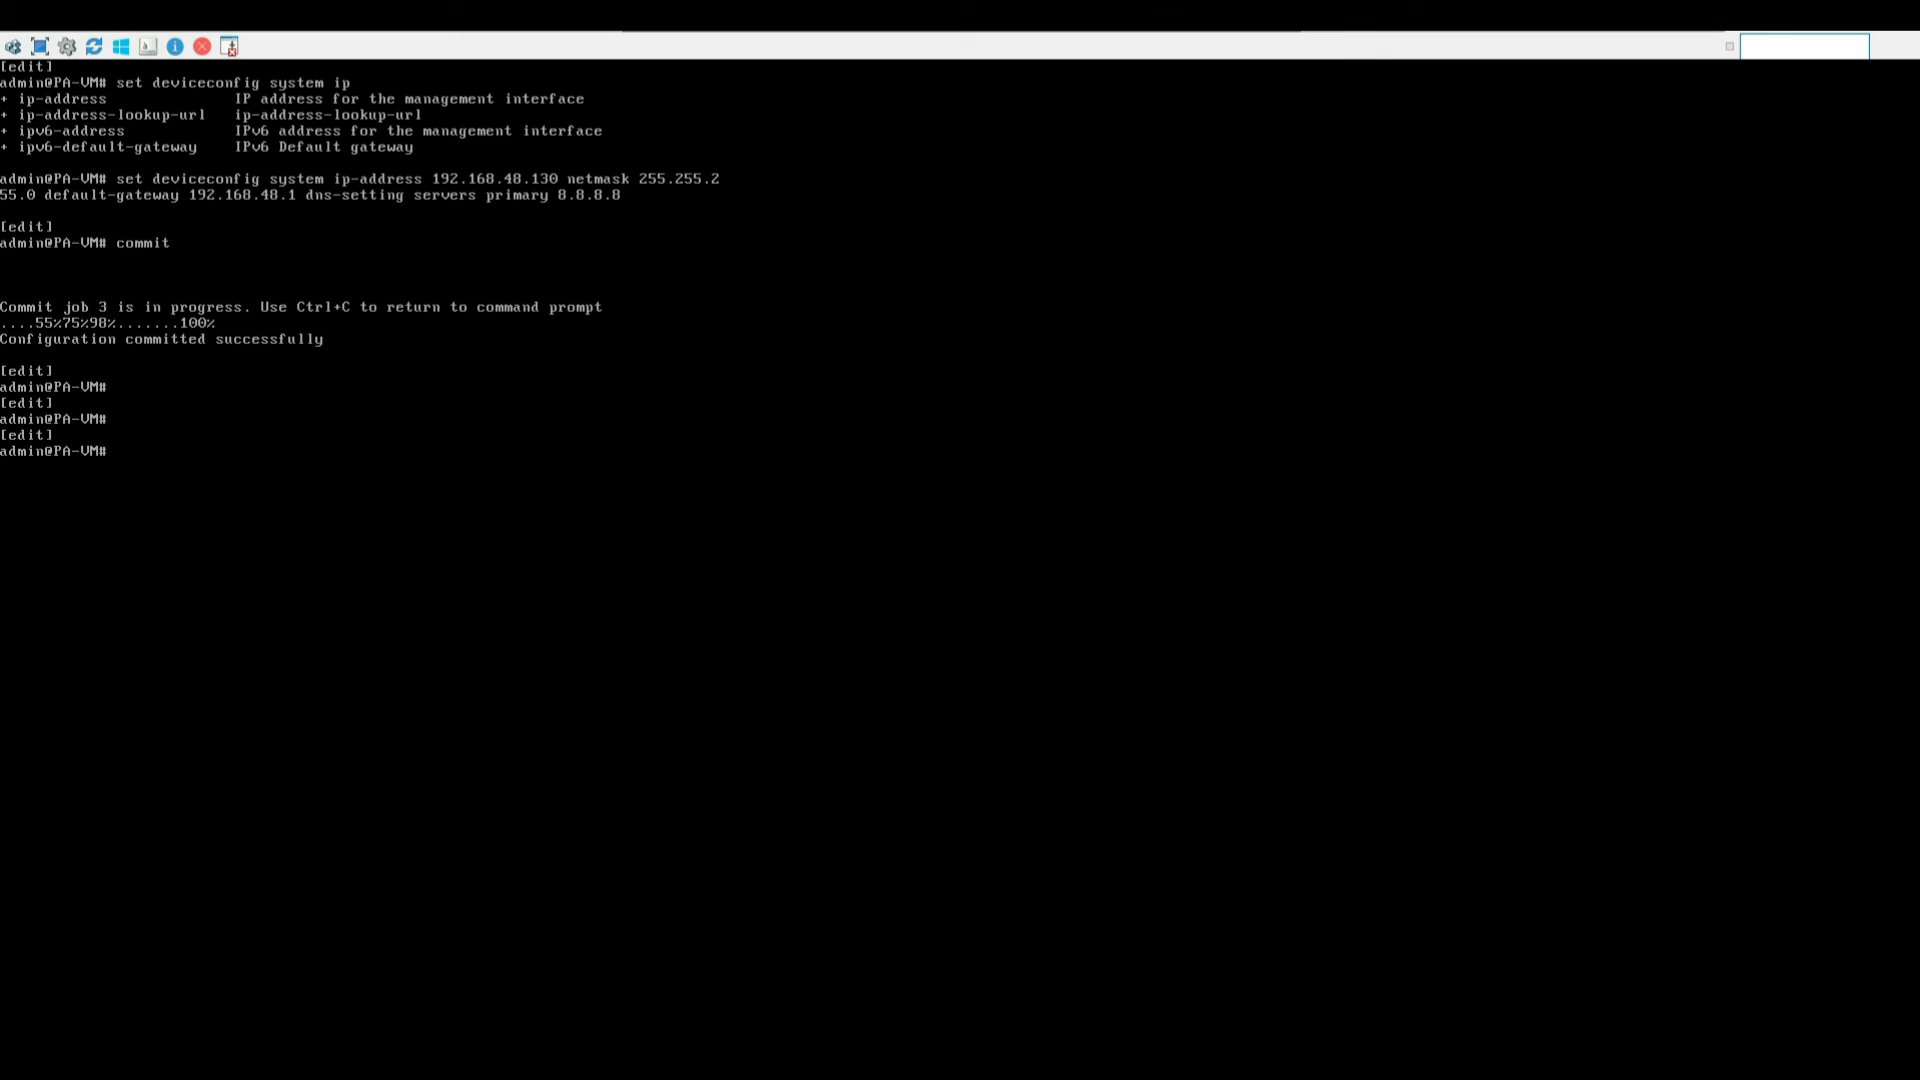 [edit]
admin@PA-VM# set deviceconfig system ip
+ ip-address IP address for the management interface
+ ip-address-lookup-url ip-address-lookup-url
+ ipv6-address IPv6 address for the management interface
+ ipv6-default-gateway IPv6 Default gateway
admin@PA-VM# set deviceconfig system ip-address 192.168.48.130 netmask 255.255.2
55.0 default-gateway 192.168.48.1 dns-setting servers primary 8.8.8.8
[edit]
admin@PA-VM# commit
Commit job 3 is in progress. Use Ctrl+C to return to command prompt
....55%75%98%.......100%
Configuration committed successfully
[edit]
admin@PA-VM#
[edit]
admin@PA-VM#
[edit]
admin@PA-VM#